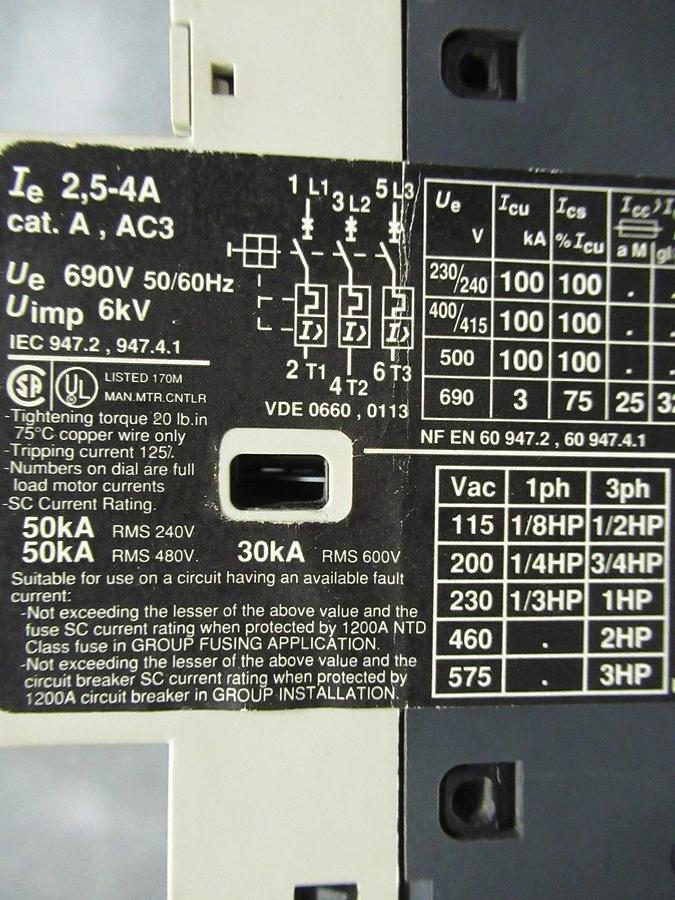 Ie 2,5-4A
cat. A , AC3
Ue 690V 50/60Hz
Uimp 6kV
IEC 947.2 , 947.4.1
SA UL LISTED 170M
MAN.MTR.CNTLR
-Tightening torque 20 lb.in
75°C copper wire only
-Tripping current 125%
-Numbers on dial are full
load motor currents
-SC Current Rating.
50kA RMS 240V
50kA RMS 480V. 30kA RMS 600V
Suitable for use on a circuit having an available fault
current:
-Not exceeding the lesser of the above value and the
fuse SC current rating when protected by 1200A NTD
Class fuse in GROUP FUSING APPLICATION.
-Not exceeding the lesser of the above value and the
circuit breaker SC current rating when protected by
1200A circuit breaker in GROUP INSTALLATION.
1 L1 3 L2 5 L3
I> I> I>
2 T1 4 T2 6 T3
VDE 0660 , 0113
Ue Icu Ics Icc>
V kA %Icu aM
230/240 100 100 .
400/415 100 100 .
500 100 100 .
690 3 75 25
NF EN 60 947.2 , 60 947.4.1
Vac 1ph 3ph
115 1/8HP 1/2HP
200 1/4HP 3/4HP
230 1/3HP 1HP
460 . 2HP
575 . 3HP